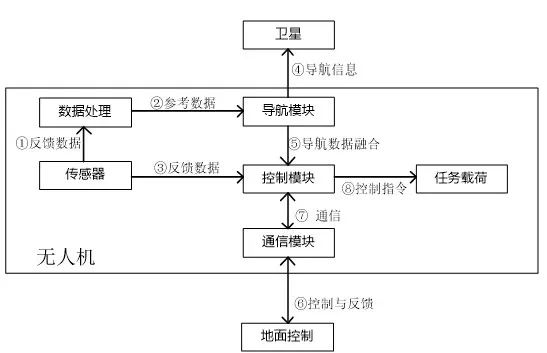 卫星
④导航信息
数据处理
②参考数据
导航模块
①反馈数据
⑤导航数据融合
传感器
③反馈数据
控制模块
⑧控制指令
任务载荷
⑦ 通信
通信模块
无人机
⑥控制与反馈
地面控制